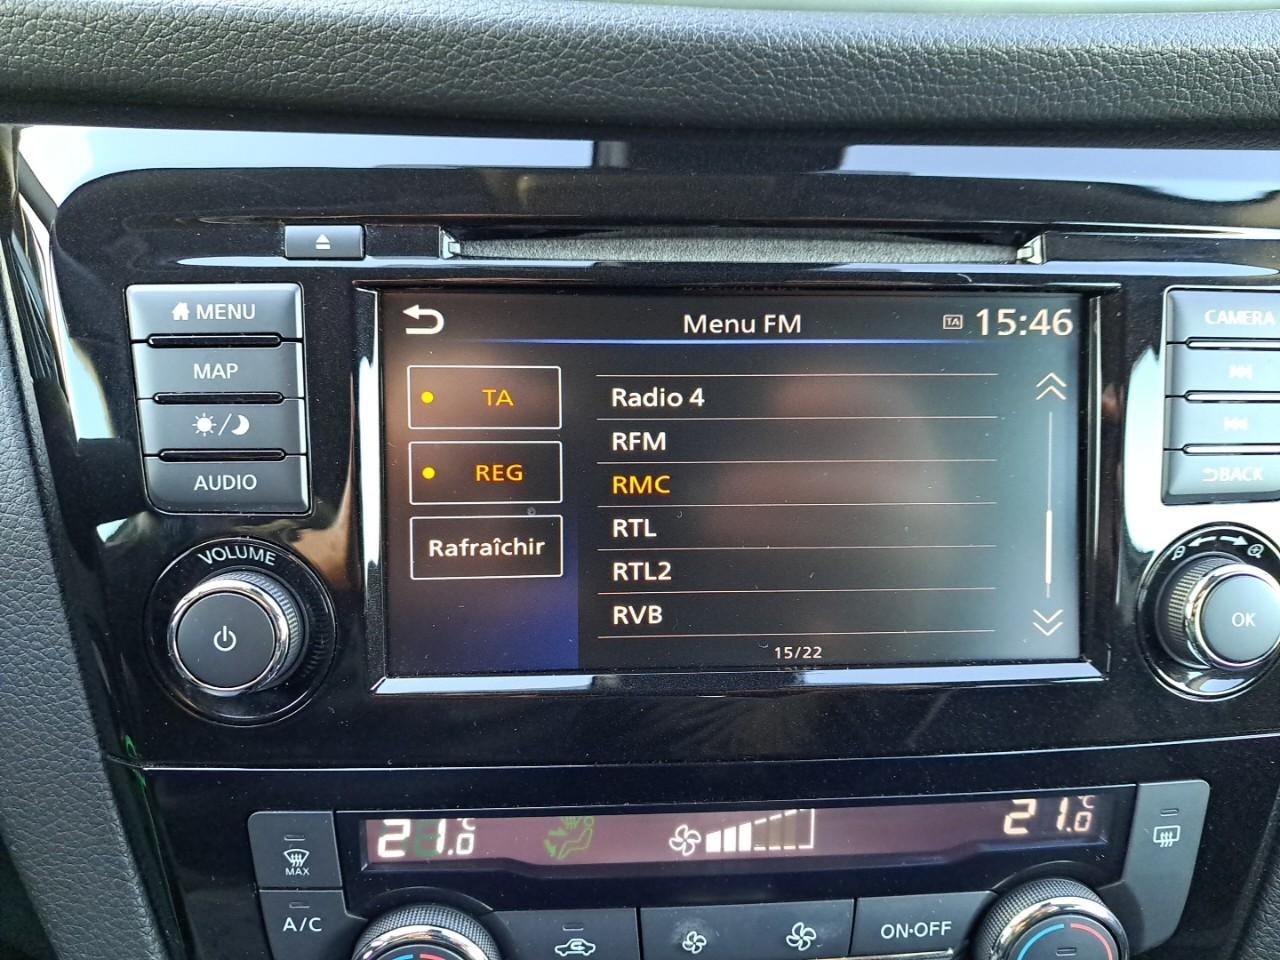 MENU
MAP
AUDIO
VOLUME
Menu FM
TA
15:46
TA
REG
Rafraîchir
Radio 4
RFM
RMC
RTL
RTL2
RVB
15/22
CAMERA
BACK
OK
21.0
°C
21.0
°C
MAX
A/C
ON·OFF